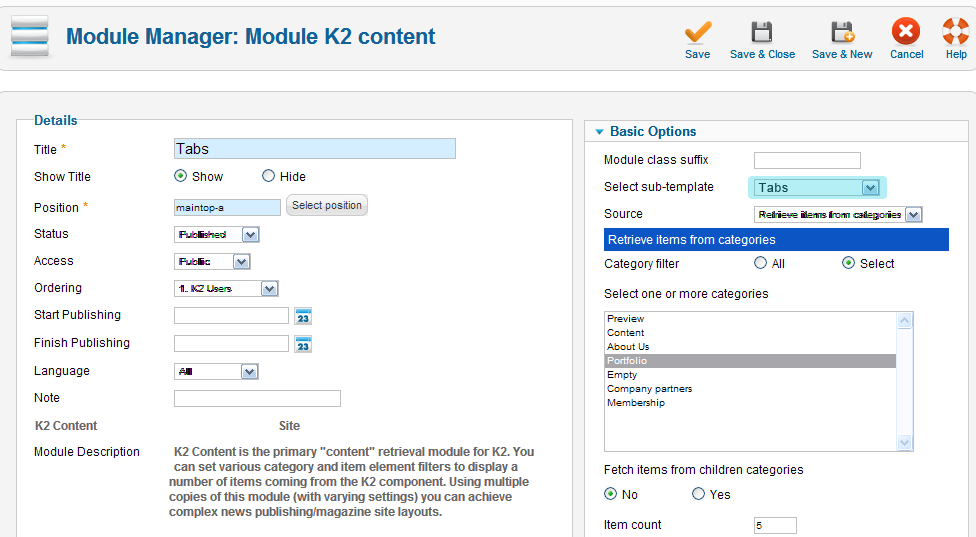 Module Manager: Module K2 content
Save
Save & Close
Save & New
Cancel
Help
Details
Title *
Tabs
Show Title
Show
Hide
Position *
maintop-a
Select position
Status
Published
Access
Public
Ordering
1. K2 Users
Start Publishing
23
Finish Publishing
23
Language
All
Note
K2 Content
Site
Module Description
K2 Content is the primary "content" retrieval module for K2. You
can set various category and item element filters to display a
number of items coming from the K2 component. Using multiple
copies of this module (with varying settings) you can achieve
complex news publishing/magazine site layouts.
Basic Options
Module class suffix
Select sub-template
Tabs
Source
Retrieve items from categories
Retrieve items from categories
Category filter
All
Select
Select one or more categories
Preview
Content
About Us
Portfolio
Empty
Company partners
Membership
Fetch items from children categories
No
Yes
Item count
5